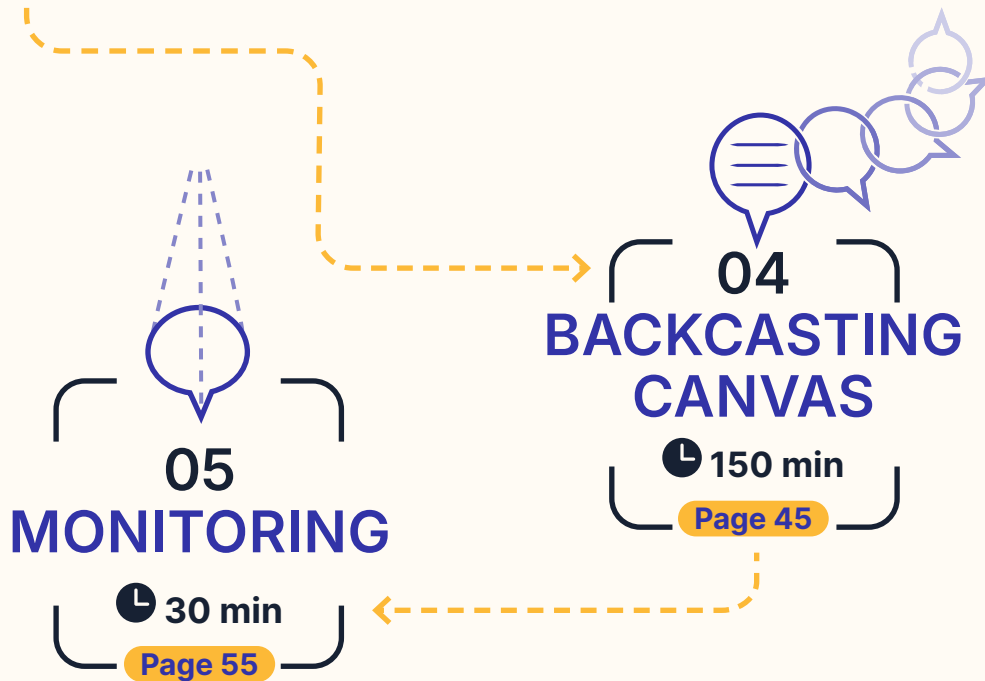 04
BACKCASTING
CANVAS
150 min
Page 45
05
MONITORING
30 min
Page 55